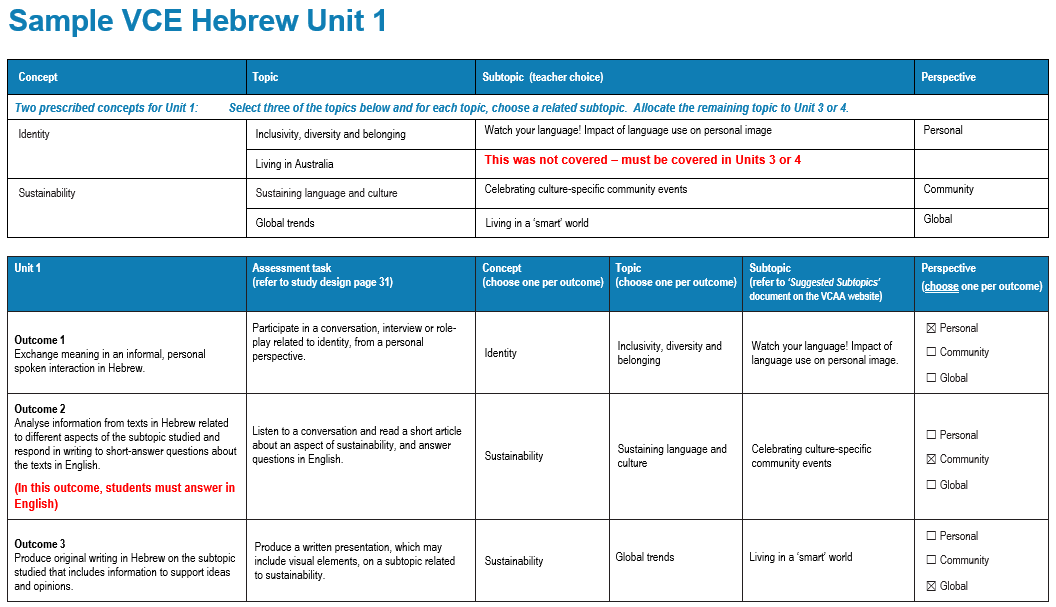 Sample VCE Hebrew Unit 1
Concept Topic Subtopic (teacher choice) Perspective
Two prescribed concepts for Unit 1: Select three of the topics below and for each topic, choose a related subtopic. Allocate the remaining topic to Unit 3 or 4.
Identity Inclusivity, diversity and belonging Watch your language! Impact of language use on personal image Personal
Living in Australia This was not covered – must be covered in Units 3 or 4
Sustainability Sustaining language and culture Celebrating culture-specific community events Community
Global trends Living in a ‘smart’ world Global
Unit 1
Assessment task
(refer to study design page 31)
Concept
(choose one per outcome)
Topic
(choose one per outcome)
Subtopic
(refer to ‘Suggested Subtopics’
document on the VCAA website)
Perspective
(choose one per outcome)
Outcome 1
Exchange meaning in an informal, personal
spoken interaction in Hebrew.
Participate in a conversation, interview or role-
play related to identity, from a personal
perspective.
Identity
Inclusivity, diversity and
belonging
Watch your language! Impact of
language use on personal image.
☒ Personal
☐ Community
☐ Global
Outcome 2
Analyse information from texts in Hebrew related
to different aspects of the subtopic studied and
respond in writing to short-answer questions about
the texts in English.
(In this outcome, students must answer in
English)
Listen to a conversation and read a short article
about an aspect of sustainability, and answer
questions in English.
Sustainability
Sustaining language and
culture
Celebrating culture-specific
community events
☐ Personal
☒ Community
☐ Global
Outcome 3
Produce original writing in Hebrew on the subtopic
studied that includes information to support ideas
and opinions.
Produce a written presentation, which may
include visual elements, on a subtopic related
to sustainability.
Sustainability
Global trends
Living in a ‘smart’ world
☐ Personal
☐ Community
☒ Global